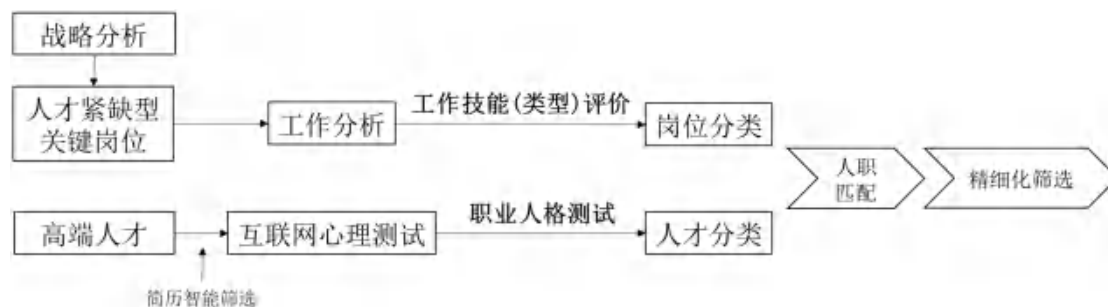 战略分析
人才紧缺型
关键岗位
工作分析
工作技能(类型)评价
岗位分类
人职
匹配
精细化筛选
高端人才
互联网心理测试
职业人格测试
人才分类
简历智能筛选